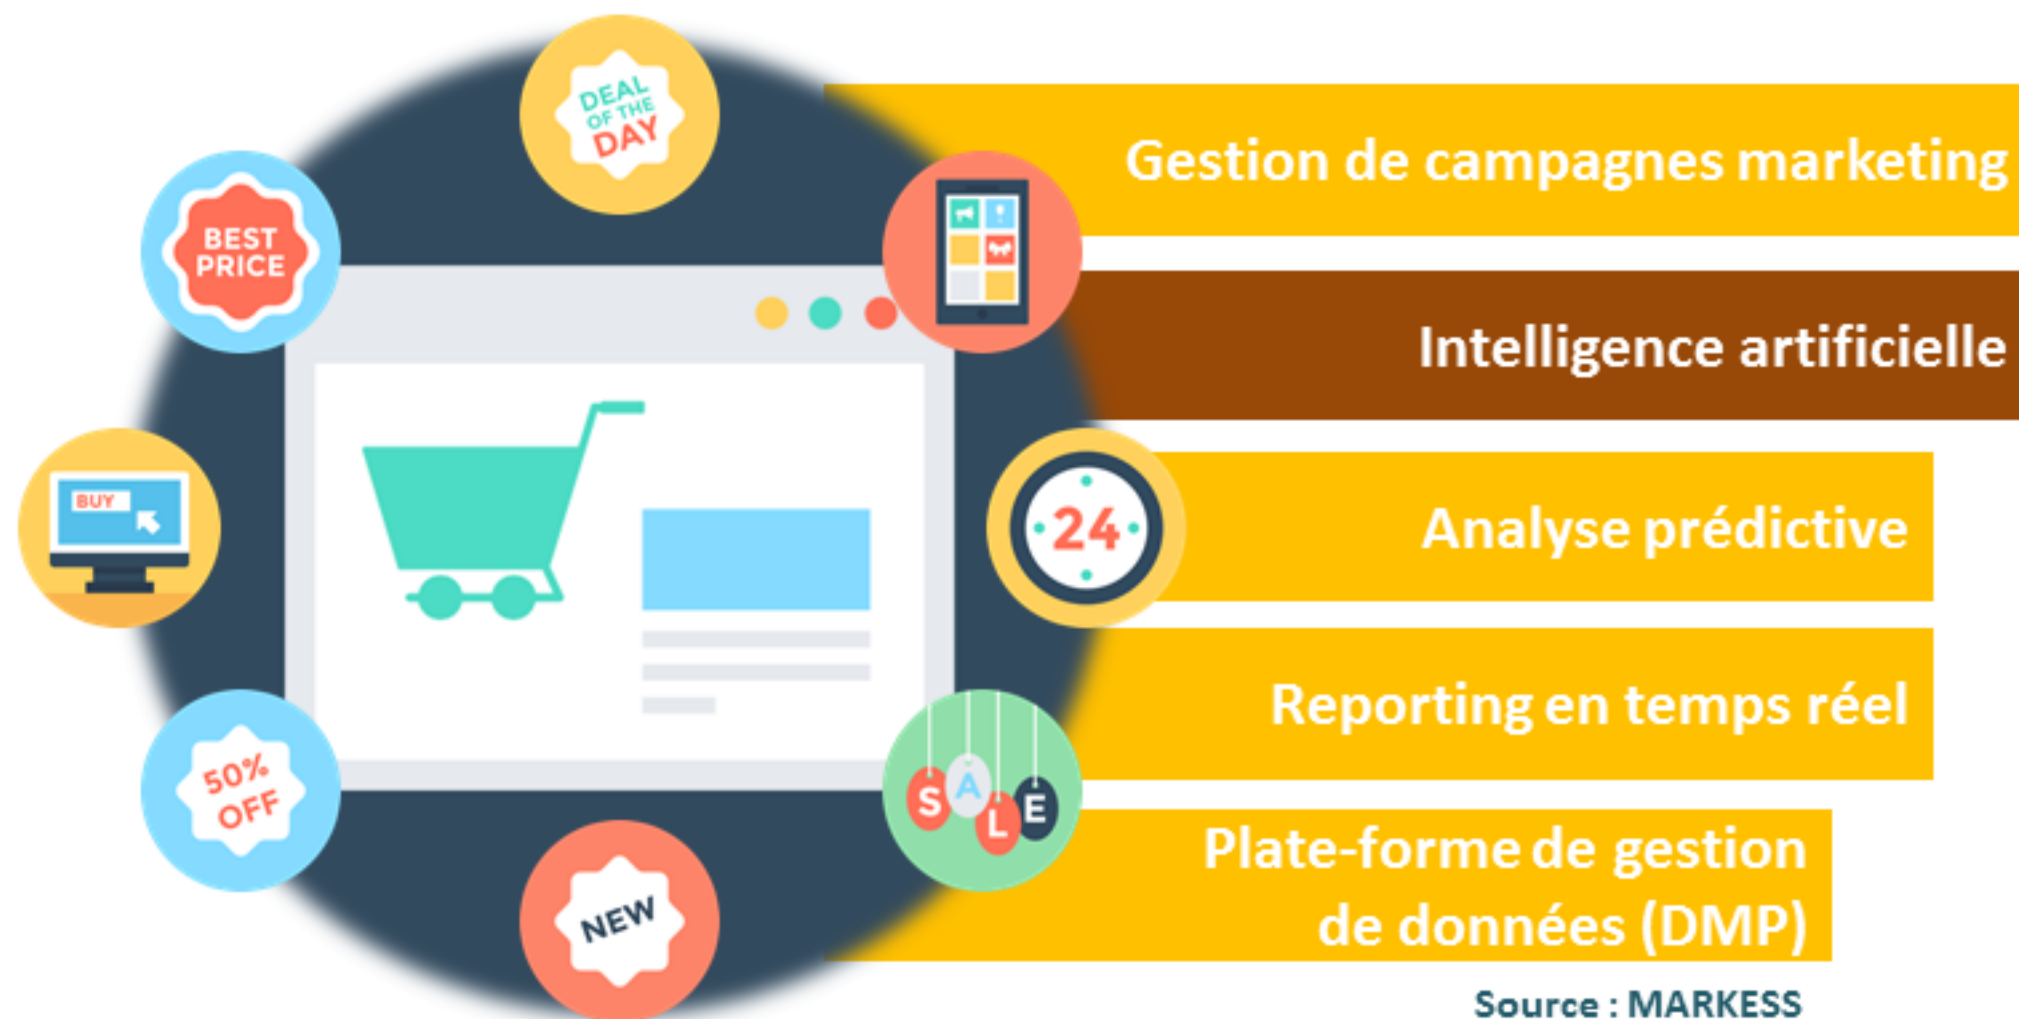 DEAL
OF THE
DAY
BEST
PRICE
BUY
50%
OFF
NEW
24
SALE
Gestion de campagnes marketing
Intelligence artificielle
Analyse prédictive
Reporting en temps réel
Plate-forme de gestion
de données (DMP)
Source : MARKESS